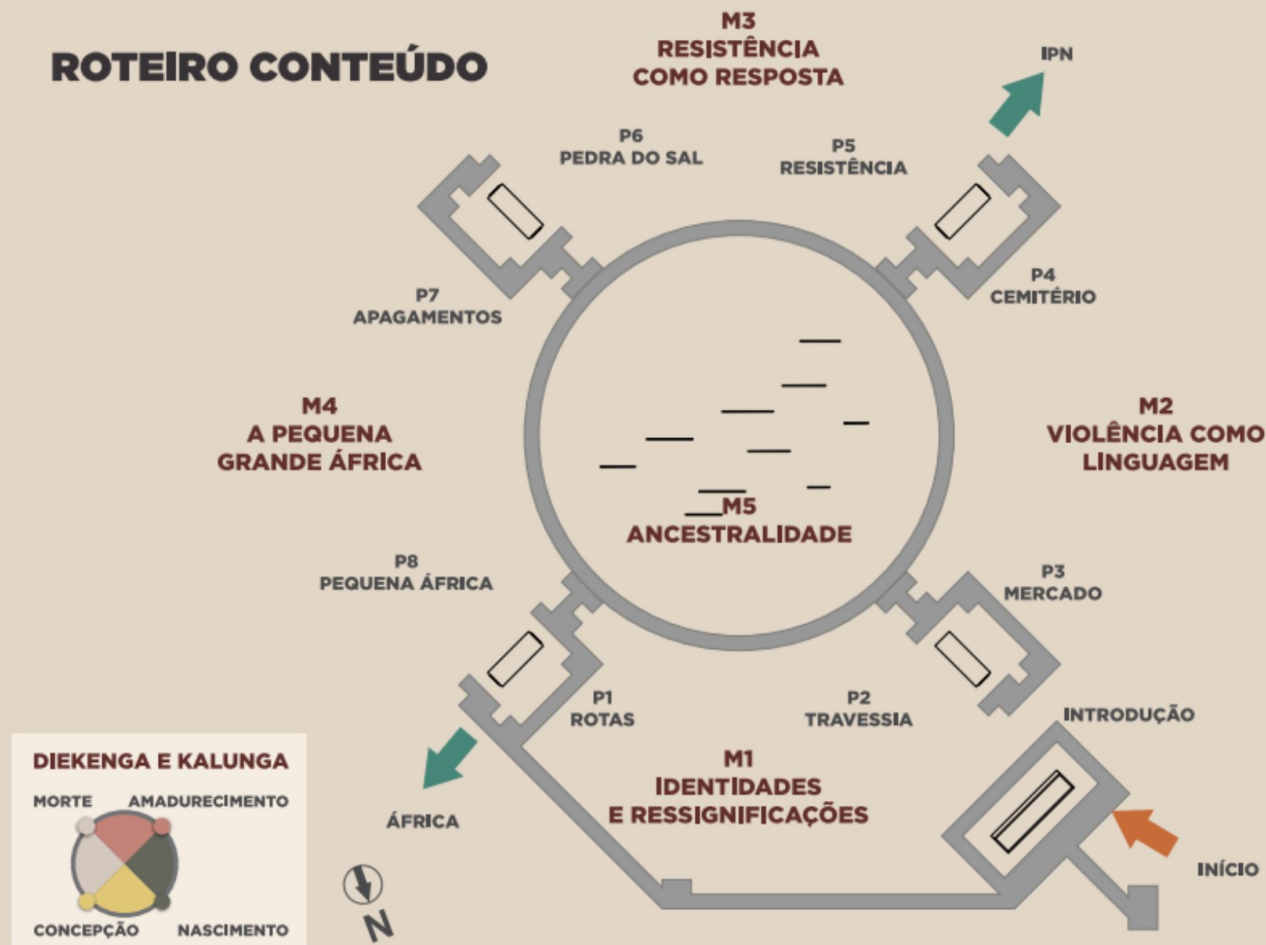 ROTEIRO CONTEÚDO
M3
RESISTÊNCIA
COMO RESPOSTA
IPN
P6
PEDRA DO SAL
P5
RESISTÊNCIA
P7
APAGAMENTOS
P4
CEMITÉRIO
M4
A PEQUENA
GRANDE ÁFRICA
M2
VIOLÊNCIA COMO
LINGUAGEM
M5
ANCESTRALIDADE
P8
PEQUENA ÁFRICA
P3
MERCADO
P1
ROTAS
P2
TRAVESSIA
INTRODUÇÃO
M1
IDENTIDADES
E RESSIGNIFICAÇÕES
ÁFRICA
INÍCIO
N
DIEKENGA E KALUNGA
MORTE AMADURECIMENTO
CONCEPÇÃO NASCIMENTO